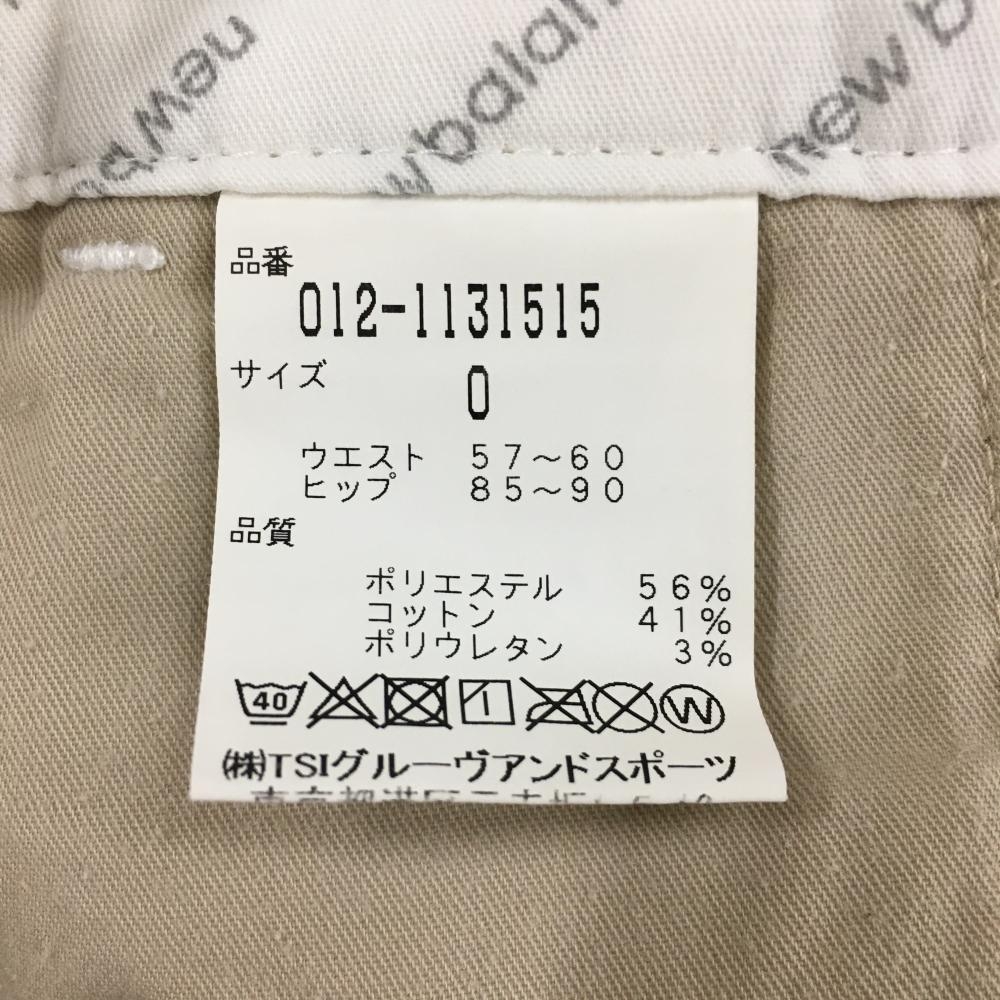 new b
w balan
new b
品番
012-1131515
サイズ
0
ウエスト 57～60
ヒップ 85～90
品質
ポリエステル 56%
コットン 41%
ポリウレタン 3%
40
W
(株)TSIグルーヴアンドスポーツ